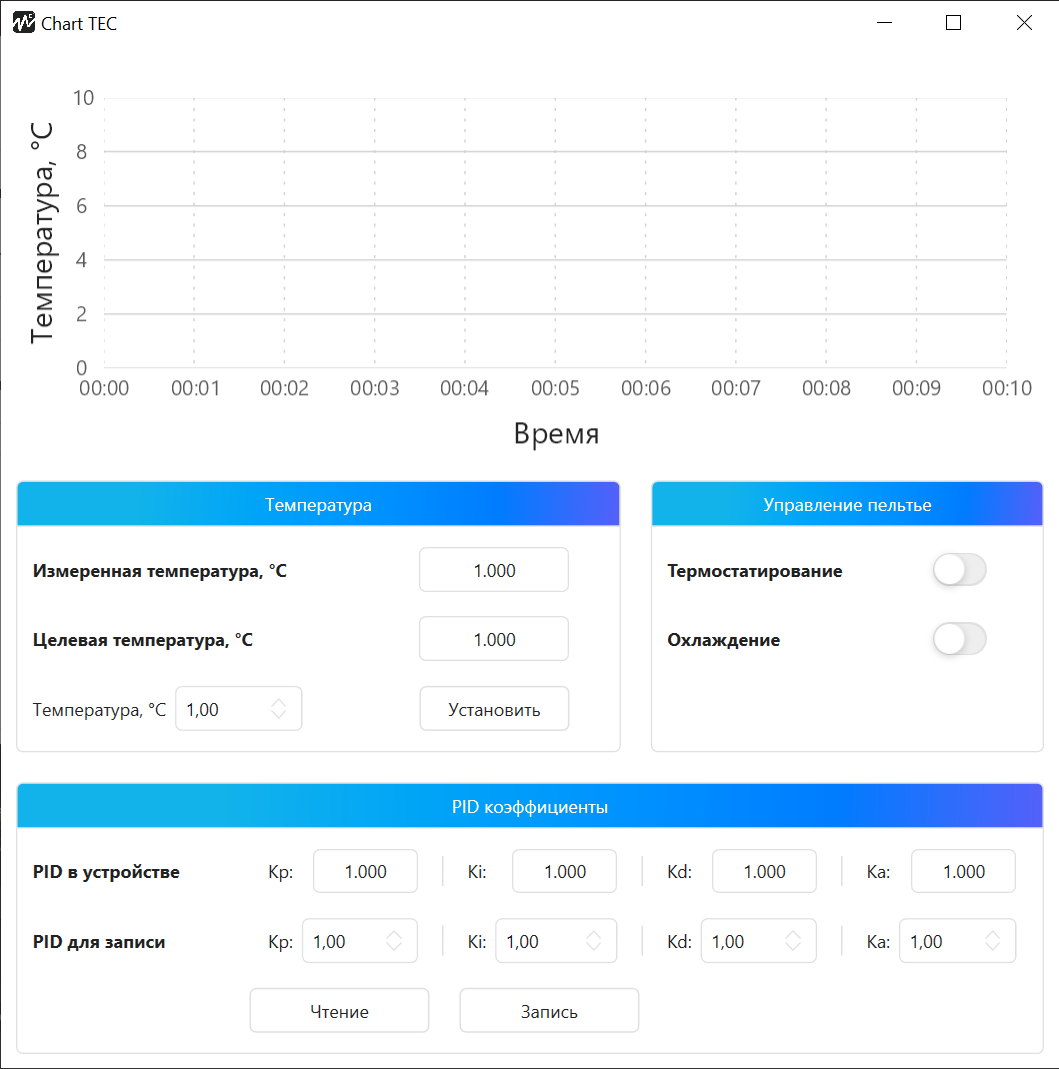 Chart TEC
Температура, °C
10
8
6
4
2
0
00:00 00:01 00:02 00:03 00:04 00:05 00:06 00:07 00:08 00:09 00:10
Время
Температура
Измеренная температура, °C 1.000
Целевая температура, °C 1.000
Температура, °C 1,00 Установить
Управление пельтье
Термостатирование
Охлаждение
PID коэффициенты
PID в устройстве Kp: 1.000 Ki: 1.000 Kd: 1.000 Ka: 1.000
PID для записи Kp: 1,00 Ki: 1,00 Kd: 1,00 Ka: 1,00
Чтение Запись